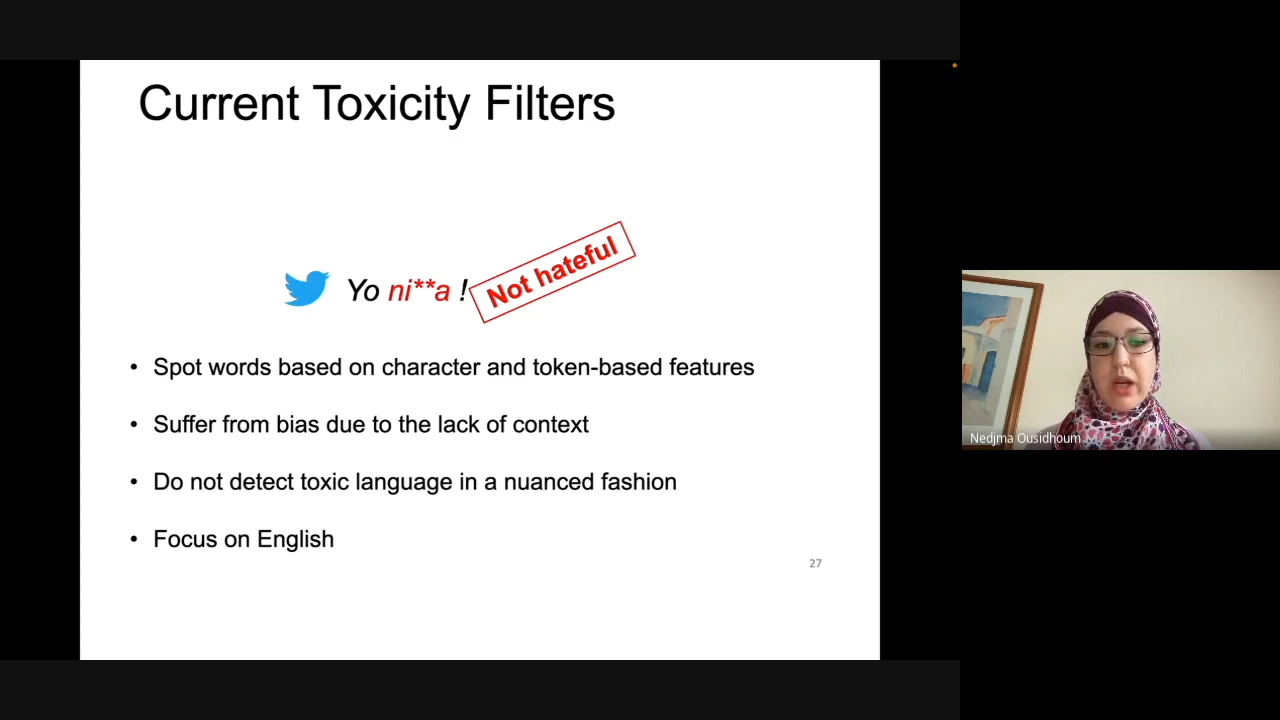 Current Toxicity Filters
Yo ni**a ! Not hateful
• Spot words based on character and token-based features
• Suffer from bias due to the lack of context
• Do not detect toxic language in a nuanced fashion
• Focus on English
27
Nedjma Ousidhoum